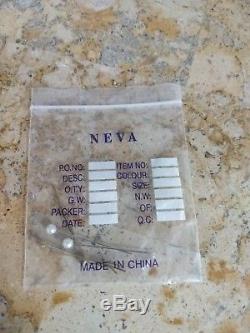 NEVA
P.O.NO: ITEM NO:
DESC: COLOUR:
Q.TY: SIZE:
G.W: N.W:
PACKER: OF:
DATE: Q.C:
MADE IN CHINA